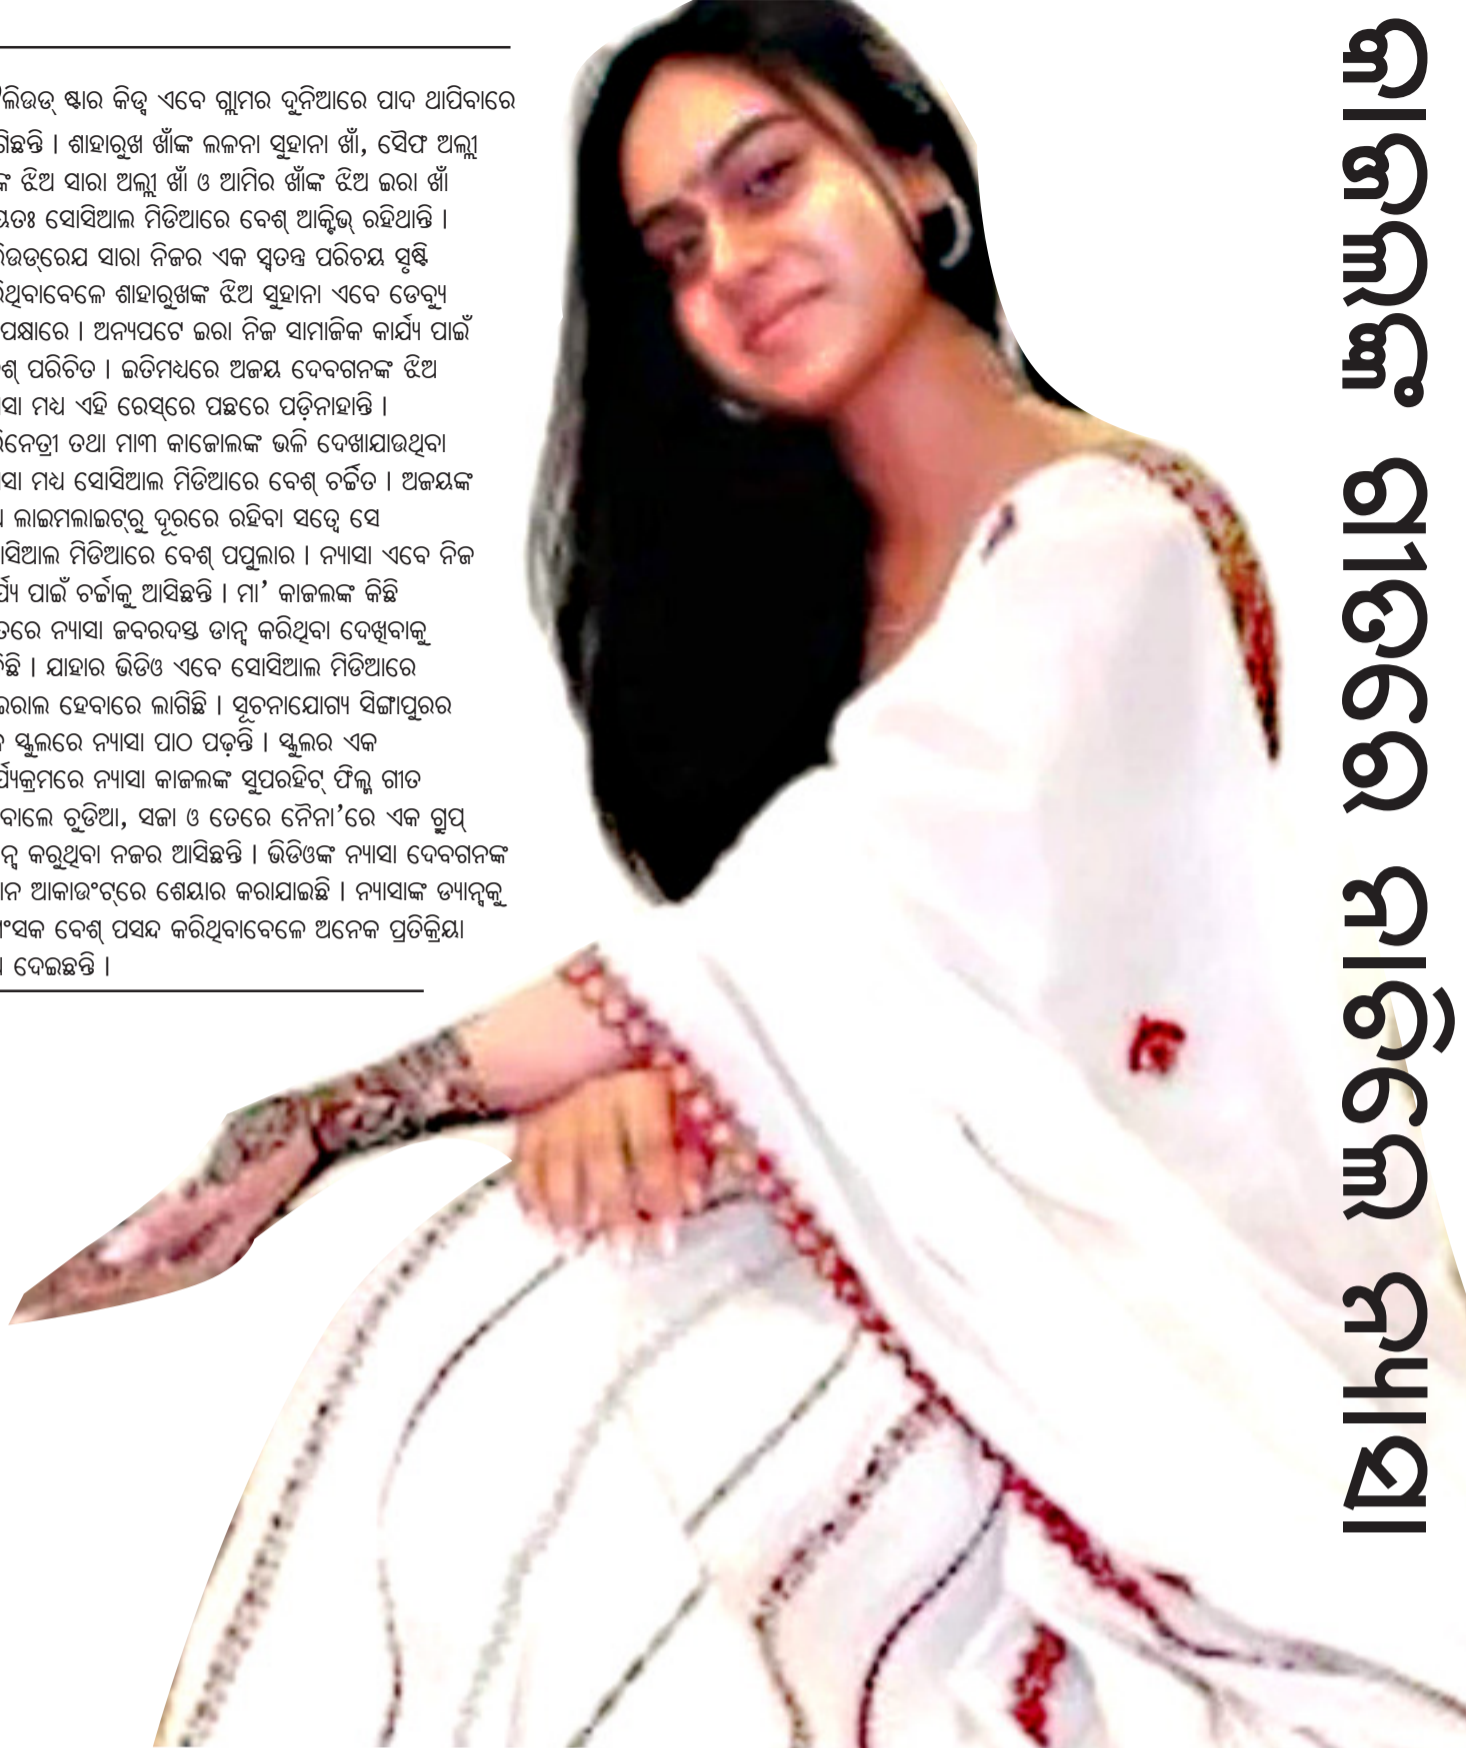 କାଜଲଙ୍କ ଗୀତରେ ନାଚିଲେ ନ୍ୟାସା
ଲିଉଡ୍ ଷ୍ଟାର କିଡ୍ସ ଏବେ ଗ୍ଲାମର ଦୁନିଆରେ ପାଦ ଥାପିବାରେ
ଗିଛନ୍ତି । ଶାହାରୁଖ ଖାଁଙ୍କ ଲଳନା ସୁହାନା ଖାଁ, ସୈଫ ଅଲ୍ଲୀ
ଙ୍କ ଝିଅ ସାରା ଅଲ୍ଲୀ ଖାଁ ଓ ଆମିର ଖାଁଙ୍କ ଝିଅ ଇରା ଖାଁ
ୟତଃ ସୋସିଆଲ ମିଡିଆରେ ବେଶ୍ ଆକ୍ଟିଭ୍ ରହିଥାନ୍ତି ।
ଲିଉଡ୍‌ରେଯ ସାରା ନିଜର ଏକ ସ୍ୱତନ୍ତ୍ର ପରିଚୟ ସୃଷ୍ଟି
ରିଥିବାବେଳେ ଶାହାରୁଖଙ୍କ ଝିଅ ସୁହାନା ଏବେ ଡେବ୍ୟୁ
ପକ୍ଷାରେ । ଅନ୍ୟପଟେ ଇରା ନିଜ ସାମାଜିକ କାର୍ଯ୍ୟ ପାଇଁ
ଶ୍ ପରିଚିତ । ଇତିମଧ୍ୟରେ ଅଜୟ ଦେବଗନଙ୍କ ଝିଅ
ସା ମଧ୍ୟ ଏହି ରେସ୍‌ରେ ପଛରେ ପଡ଼ିନାହାନ୍ତି ।
ନେତ୍ରୀ ତଥା ମାମ୍ମୀ କାଜୋଲଙ୍କ ଭଳି ଦେଖାଯାଉଥିବା
ସା ମଧ୍ୟ ସୋସିଆଲ ମିଡିଆରେ ବେଶ୍ ଚର୍ଚ୍ଚିତ । ଅଜୟଙ୍କ
ଲାଇମଲାଇଟ୍‌ରୁ ଦୂରରେ ରହିବା ସତ୍ତ୍ୱେ ସେ
ସିଆଲ ମିଡିଆରେ ବେଶ୍ ପପୁଲାର । ନ୍ୟାସା ଏବେ ନିଜ
ର୍ଯ୍ୟ ପାଇଁ ଚର୍ଚ୍ଚାକୁ ଆସିଛନ୍ତି । ମା’ କାଜଲଙ୍କ କିଛି
ତରେ ନ୍ୟାସା ଜବରଦସ୍ତ ଡାନ୍ସ କରିଥିବା ଦେଖିବାକୁ
ଛି । ଯାହାର ଭିଡିଓ ଏବେ ସୋସିଆଲ ମିଡିଆରେ
ଇରାଲ ହେବାରେ ଲାଗିଛି । ସୂଚନାଯୋଗ୍ୟ ସିଙ୍ଗାପୁରର
ସ୍କୁଲରେ ନ୍ୟାସା ପାଠ ପଢ଼ନ୍ତି । ସ୍କୁଲର ଏକ
ର୍ଯ୍ୟକ୍ରମରେ ନ୍ୟାସା କାଜଲଙ୍କ ସୁପରହିଟ୍ ଫିଲ୍ମ ଗୀତ
ବାଲେ ଚୁଡିଆ, ସଜା ଓ ତେରେ ନୈନା’ରେ ଏକ ଗ୍ରୁପ୍
ନ୍ସ କରୁଥିବା ନଜର ଆସିଛନ୍ତି । ଭିଡିଓଙ୍କ ନ୍ୟାସା ଦେବଗନଙ୍କ
ନ ଆକାଉଂଟ୍‌ରେ ଶେୟାର କରାଯାଇଛି । ନ୍ୟାସାଙ୍କ ଡ୍ୟାନ୍ସକୁ
ଂସକ ବେଶ୍ ପସନ୍ଦ କରିଥିବାବେଳେ ଅନେକ ପ୍ରତିକ୍ରିୟା
ଦେଇଛନ୍ତି ।